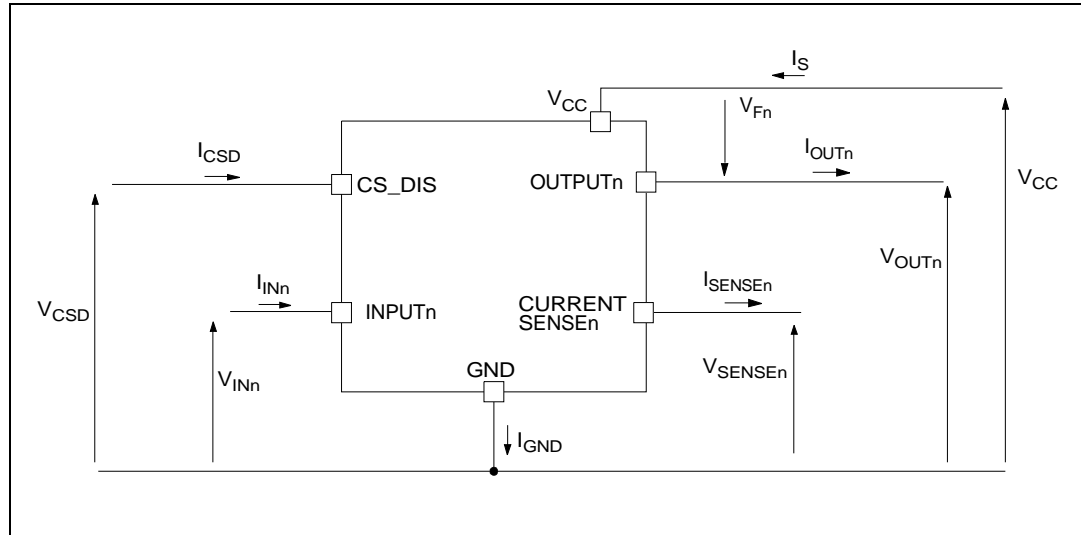 I_S
V_CC
V_Fn
I_CSD
I_OUTn
CS_DIS
OUTPUTn
V_CC
V_OUTn
I_INn
I_SENSEn
V_CSD
INPUTn
CURRENT
SENSEn
GND
V_SENSEn
V_INn
I_GND